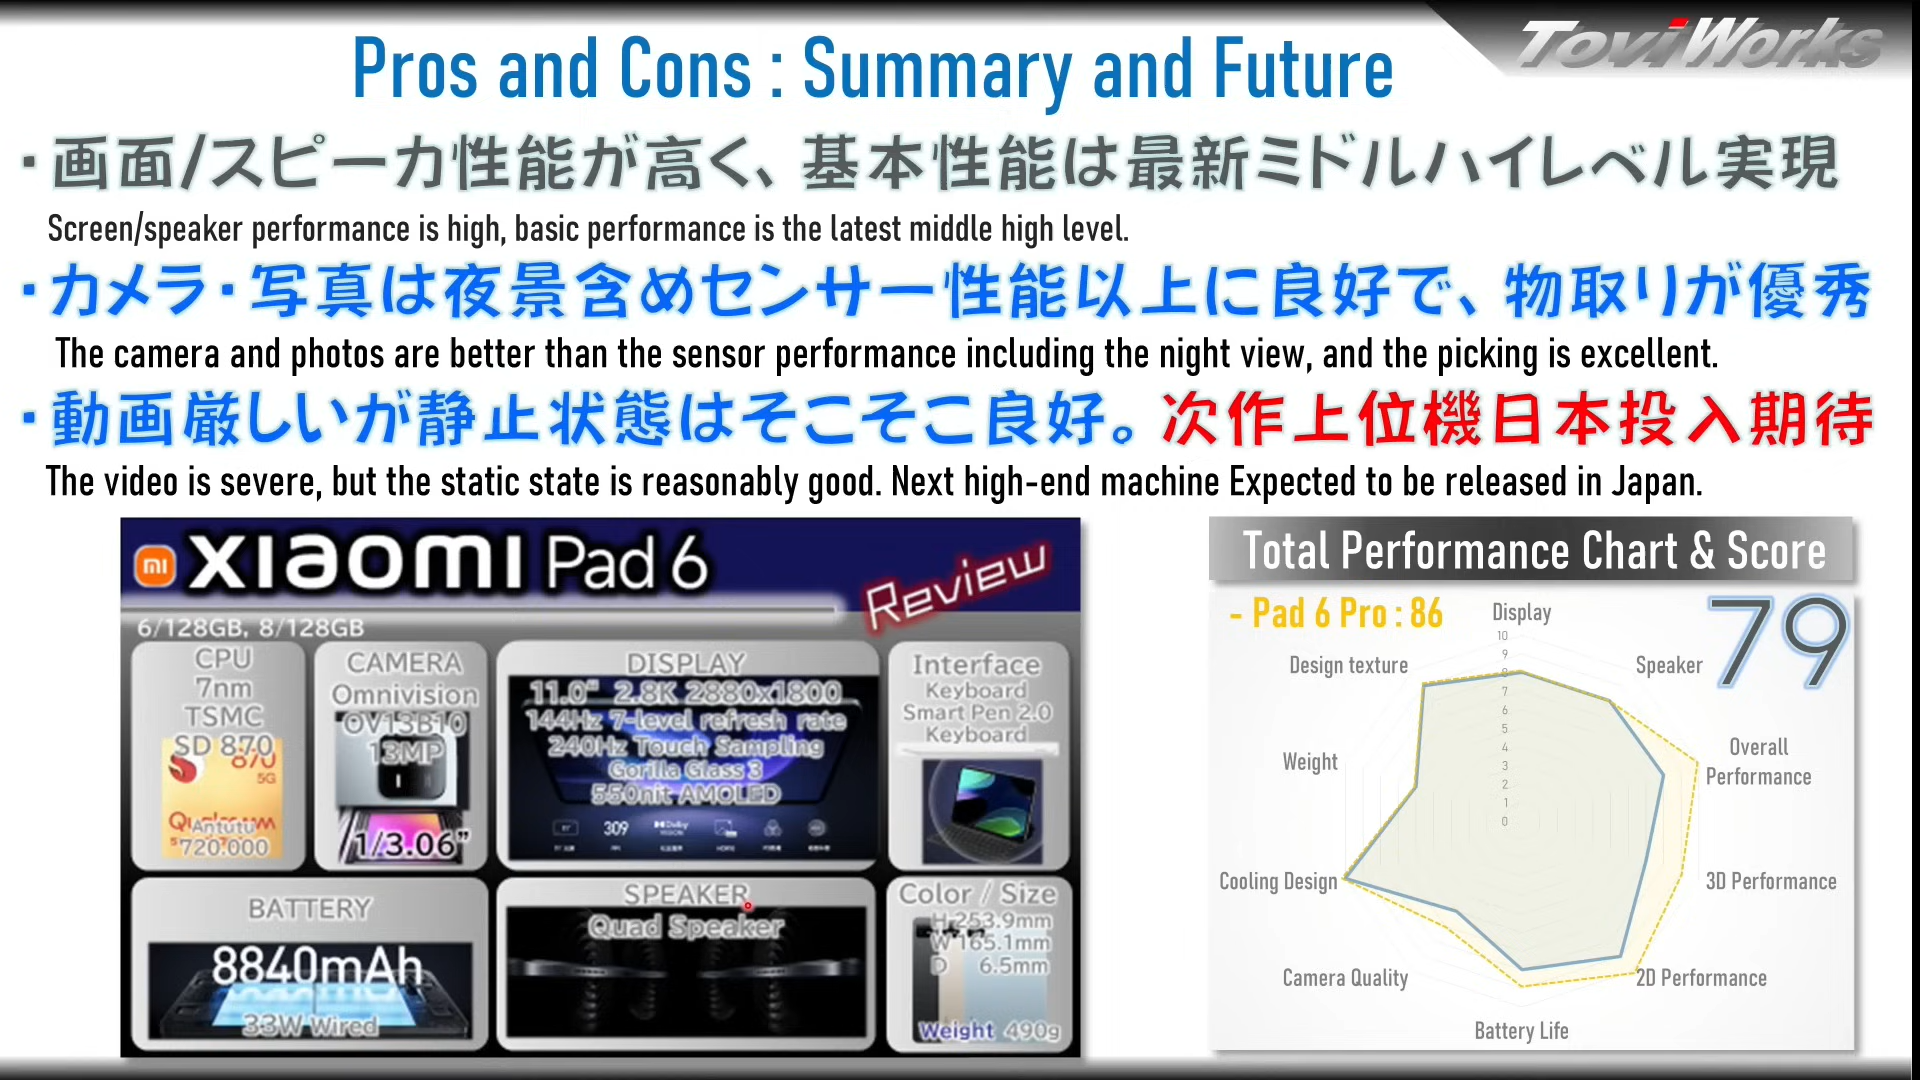 ToviWorks
Pros and Cons : Summary and Future
・画面/スピーカ性能が高く、基本性能は最新ミドルハイレベル実現
Screen/speaker performance is high, basic performance is the latest middle high level.
・カメラ・写真は夜景含めセンサー性能以上に良好で、物取りが優秀
The camera and photos are better than the sensor performance including the night view, and the picking is excellent.
・動画厳しいが静止状態はそこそこ良好。次作上位機日本投入期待
The video is severe, but the static state is reasonably good. Next high-end machine Expected to be released in Japan.
mi xiaomi Pad 6
Review
6/128GB, 8/128GB
CPU
7nm
TSMC
SD 870
870
5G
Qualcomm
Antutu
720.000
CAMERA
Omnivision
OV13B10
13MP
1/3.06"
DISPLAY
11.0" 2.8K 2880x1800
144Hz 7-level refresh rate
240Hz Touch Sampling
Gorilla Glass 3
550nit AMOLED
309
Interface
Keyboard
Smart Pen 2.0
Keyboard
BATTERY
8840mAh
33W Wired
SPEAKER
Quad Speaker
Color / Size
H 253.9mm
W 165.1mm
D 6.5mm
Weight 490g
Total Performance Chart & Score
- Pad 6 Pro : 86
79
Display
Speaker
Overall
Performance
3D Performance
2D Performance
Battery Life
Camera Quality
Cooling Design
Weight
Design texture
10
9
8
7
6
5
4
3
2
1
0